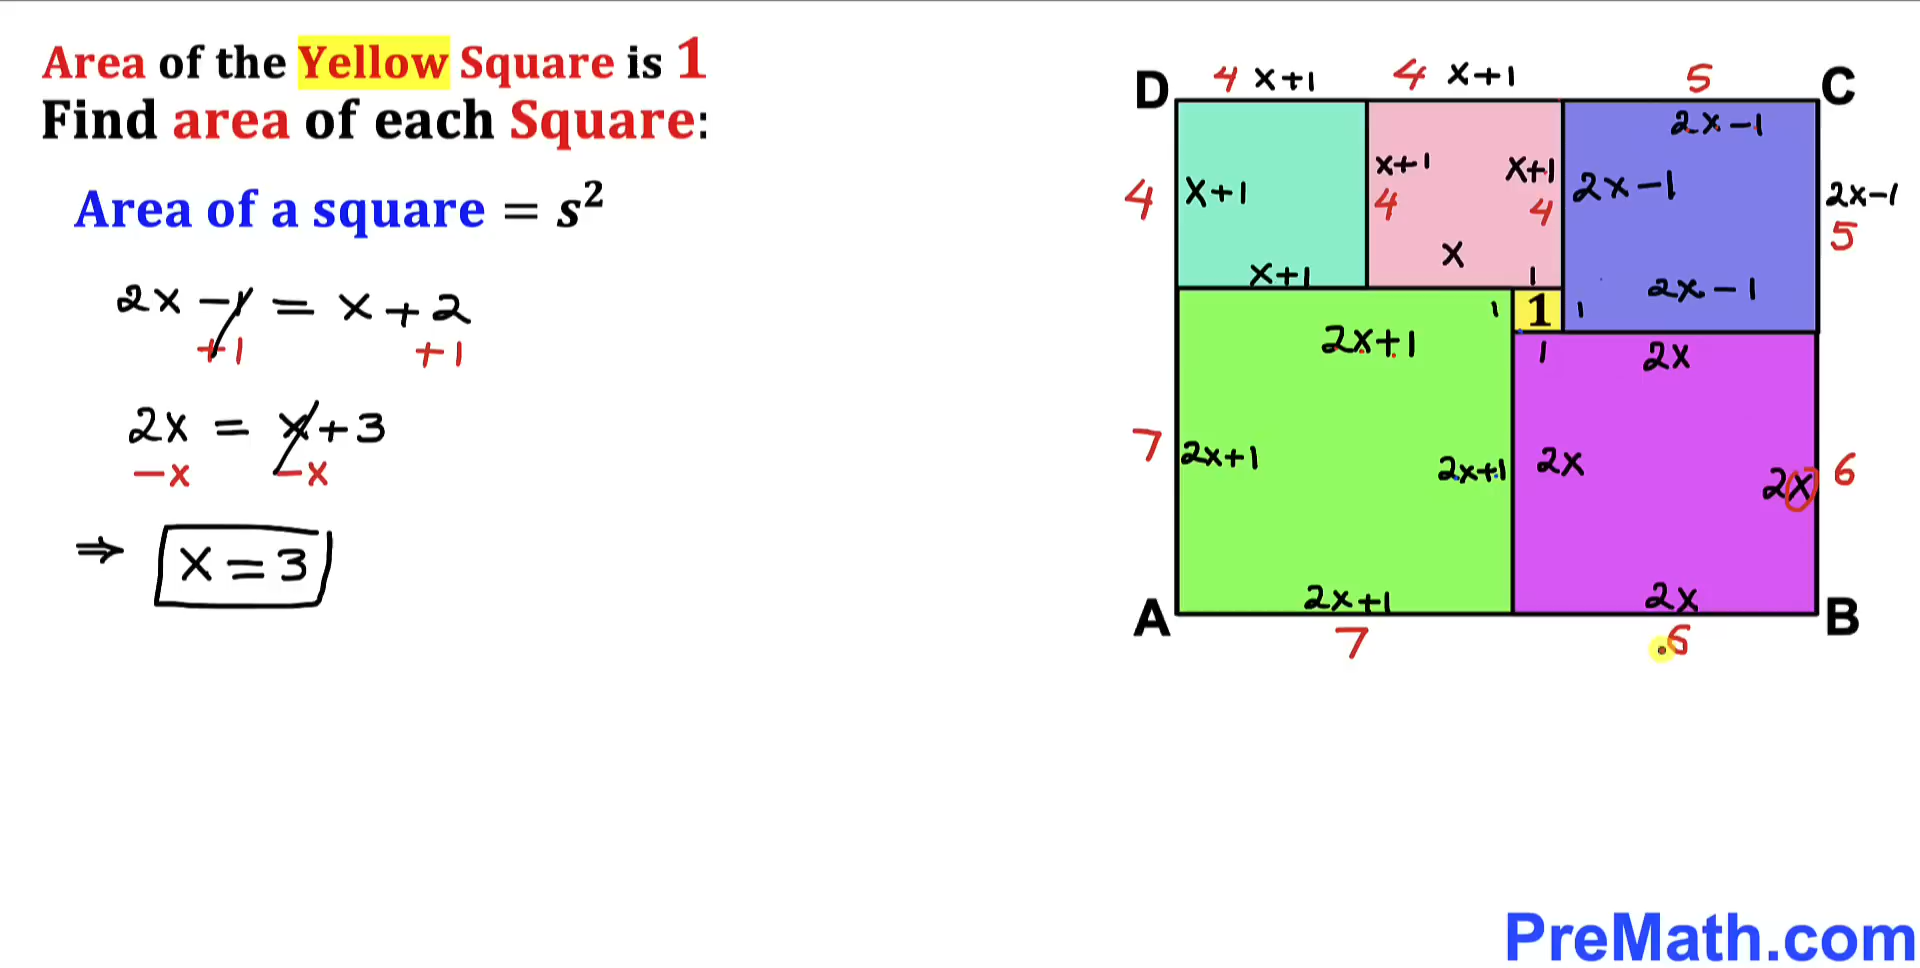 Area of the Yellow Square is 1
Find area of each Square:
Area of a square = s²
2x - 1 = x + 2
+1 +1
2x = x + 3
-x -x
⇒ x = 3
D 4 x+1 4 x+1 5 C
2x-1
x+1 x+1 2x-1 2x-1
4 x+1 4 4 5
x
x+1 1 2x-1
1 1 1
2x+1 1 2x
7 2x+1 2x+1 2x 2x 6
2x+1 2x
A B
7 6
PreMath.com